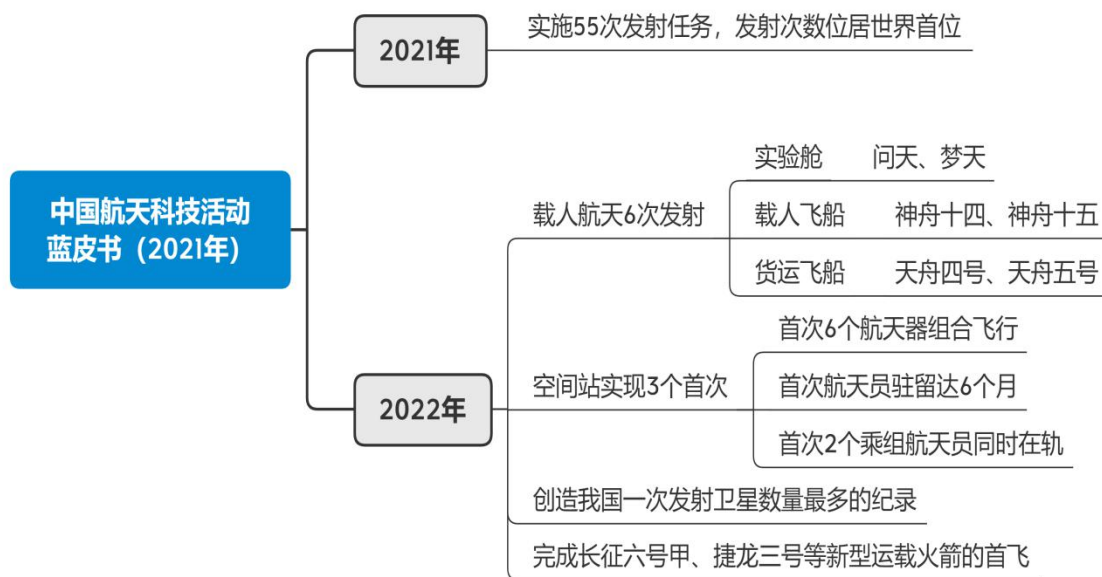 中国航天科技活动
蓝皮书（2021年）
2021年
实施55次发射任务，发射次数位居世界首位
2022年
载人航天6次发射
实验舱 问天、梦天
载人飞船 神舟十四、神舟十五
货运飞船 天舟四号、天舟五号
空间站实现3个首次
首次6个航天器组合飞行
首次航天员驻留达6个月
首次2个乘组航天员同时在轨
创造我国一次发射卫星数量最多的纪录
完成长征六号甲、捷龙三号等新型运载火箭的首飞